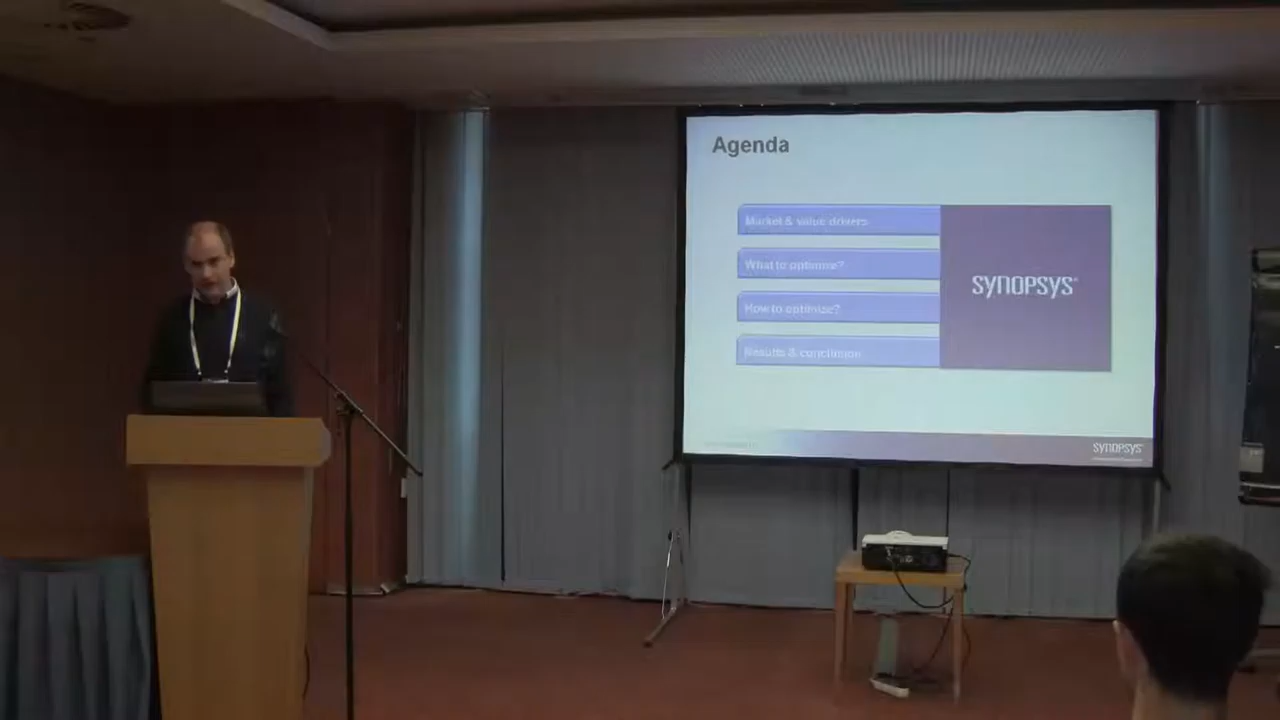 Agenda
Market & value drivers
What to optimise?
How to optimise?
Results & conclusion
SYNOPSYS
SYNOPSYS